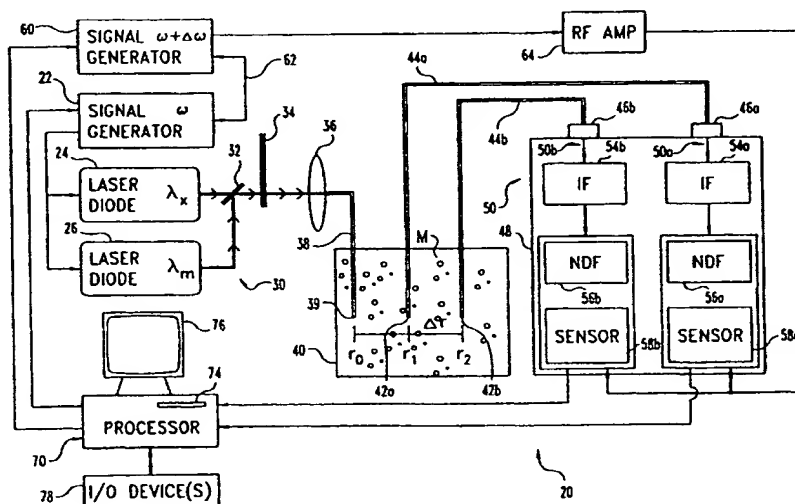 60
SIGNAL ω+Δω
GENERATOR
RF AMP
64
44a
62
22
SIGNAL ω
GENERATOR
34
36
44b
46b
46a
50b
54b
50a
54a
24
32
LASER
DIODE λx
50
IF
IF
26
LASER
DIODE λm
38
M
48
NDF
NDF
30
39
56b
56a
76
Δr
SENSOR
SENSOR
40
r0
r1
r2
58b
58a
74
42a
42b
PROCESSOR
70
78
I/O DEVICE(S)
20